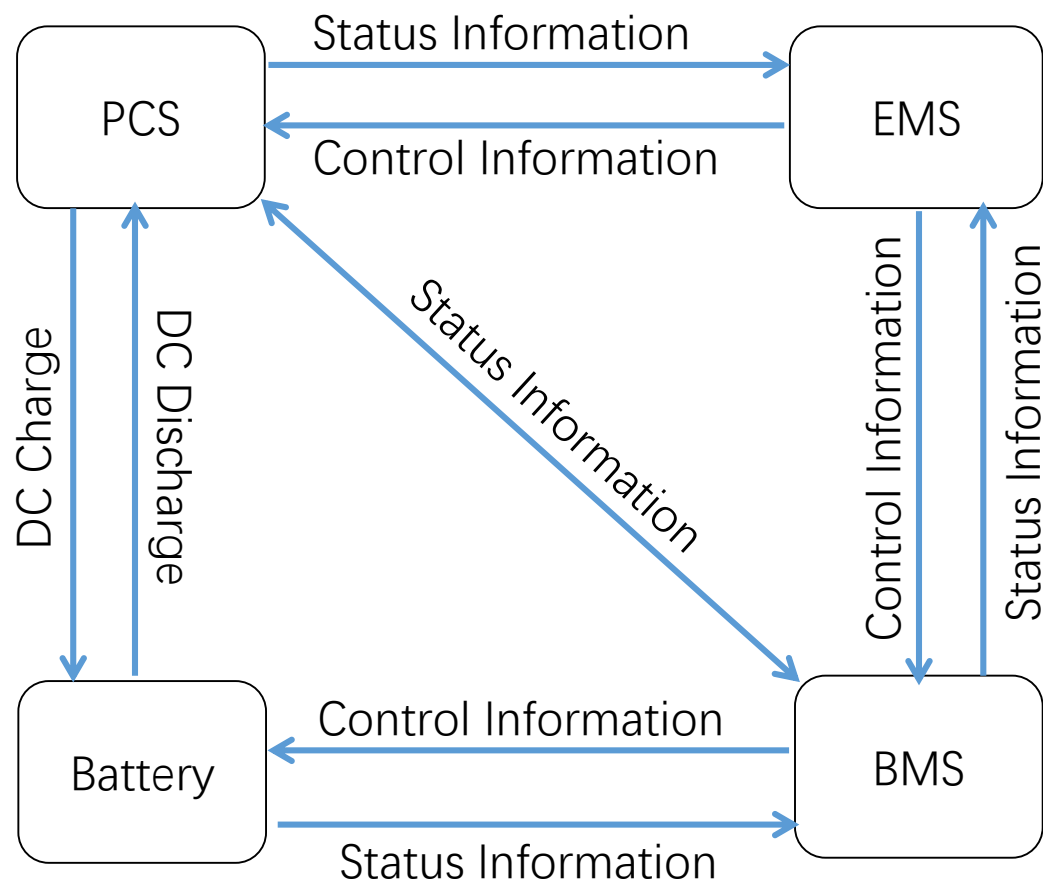 Status Information
PCS
EMS
Control Information
Status Information
DC Charge
DC Discharge
Control Information
Status Information
Control Information
Battery
BMS
Status Information